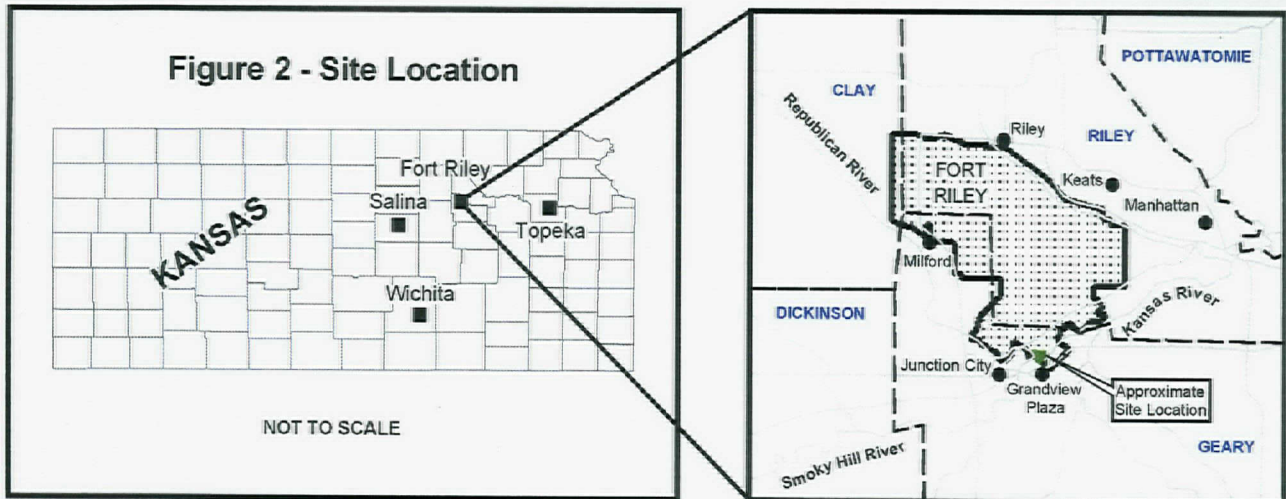 Figure 2 - Site Location
Fort Riley
Salina
Topeka
KANSAS
Wichita
NOT TO SCALE
POTTAWATOMIE
CLAY
Republican River
Riley
RILEY
FORT
RILEY
Keats
Manhattan
Milford
DICKINSON
Kansas River
Junction City
Grandview
Plaza
Approximate
Site Location
Smoky Hill River
GEARY